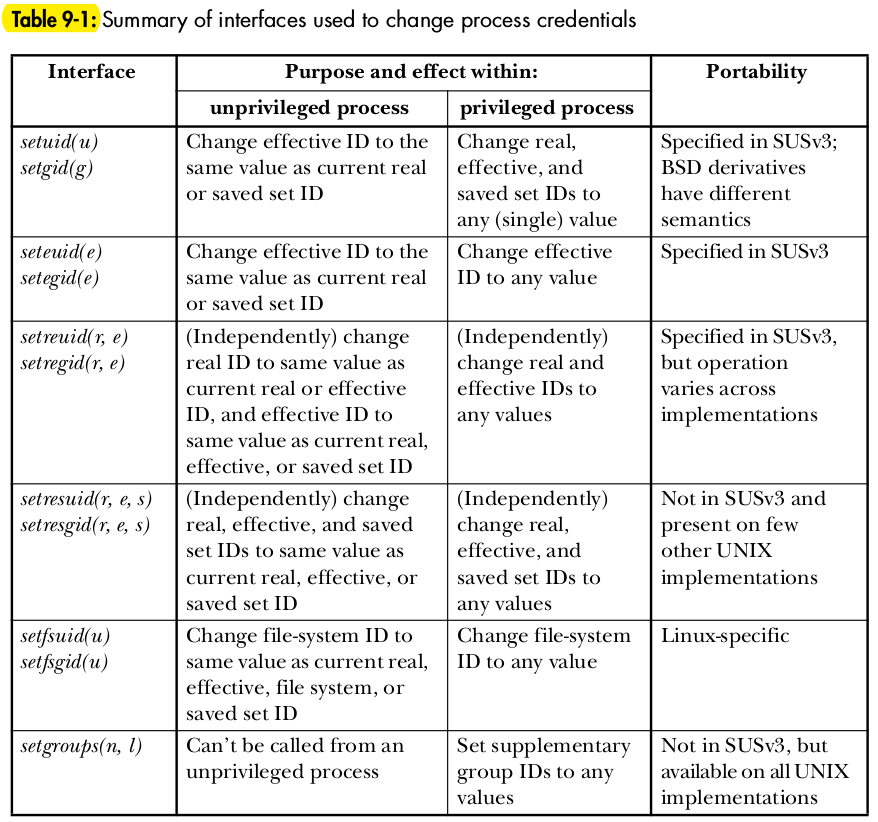 Table 9-1: Summary of interfaces used to change process credentials
Interface
Purpose and effect within:
Portability
unprivileged process
privileged process
setuid(u)
setgid(g)
Change effective ID to the
same value as current real
or saved set ID
Change real,
effective, and
saved set IDs to
any (single) value
Specified in SUSv3;
BSD derivatives
have different
semantics
seteuid(e)
setegid(e)
Change effective ID to the
same value as current real
or saved set ID
Change effective
ID to any value
Specified in SUSv3
setreuid(r, e)
setregid(r, e)
(Independently) change
real ID to same value as
current real or effective
ID, and effective ID to
same value as current real,
effective, or saved set ID
(Independently)
change real and
effective IDs to
any values
Specified in SUSv3,
but operation
varies across
implementations
setresuid(r, e, s)
setresgid(r, e, s)
(Independently) change
real, effective, and saved
set IDs to same value as
current real, effective, or
saved set ID
(Independently)
change real,
effective, and
saved set IDs to
any values
Not in SUSv3 and
present on few
other UNIX
implementations
setfsuid(u)
setfsgid(u)
Change file-system ID to
same value as current real,
effective, file system, or
saved set ID
Change file-system
ID to any value
Linux-specific
setgroups(n, l)
Can't be called from an
unprivileged process
Set supplementary
group IDs to any
values
Not in SUSv3, but
available on all UNIX
implementations